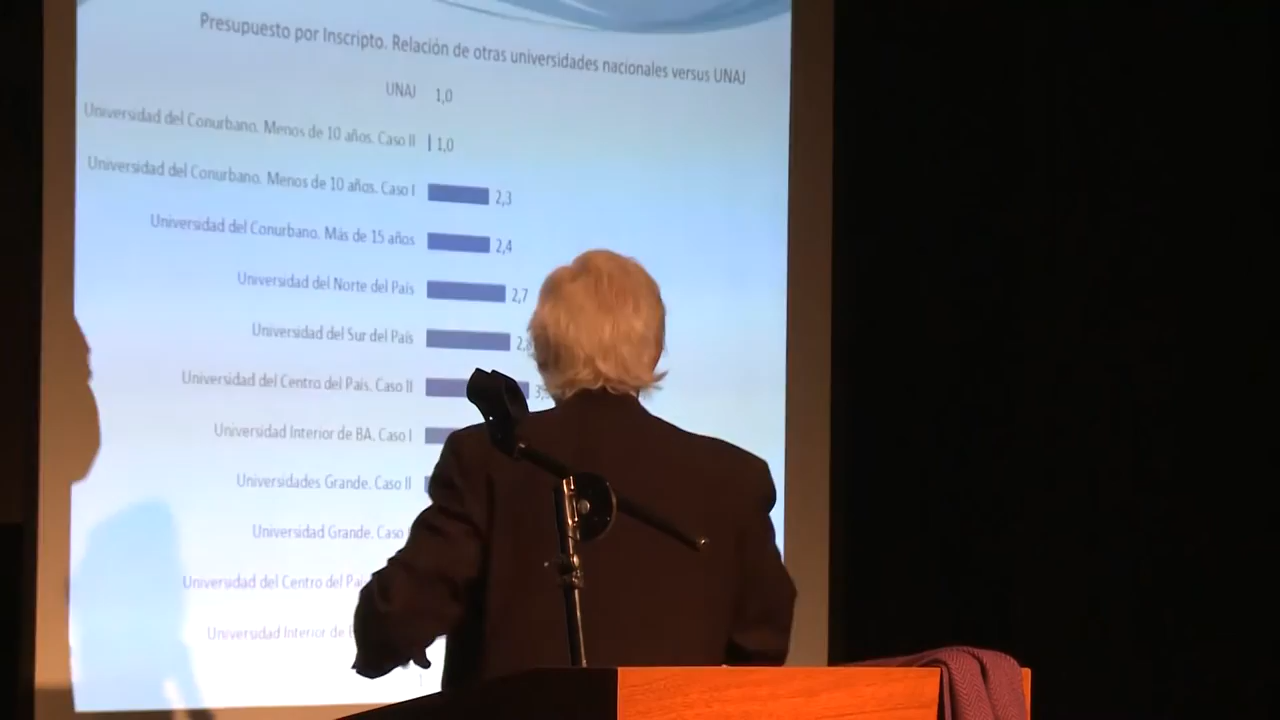 Presupuesto por Inscripto. Relación de otras universidades nacionales versus UNAJ
UNAJ 1,0
Universidad del Conurbano. Menos de 10 años. Caso II 1,0
Universidad del Conurbano. Menos de 10 años. Caso I 2,3
Universidad del Conurbano. Más de 15 años 2,4
Universidad del Norte del País 2,7
Universidad del Sur del País
Universidad del Centro del Pais. Caso II
Universidad Interior de BA. Caso I
Universidades Grande. Caso II
Universidad Grande. Caso
Universidad del Centro del
Universidad Interior de